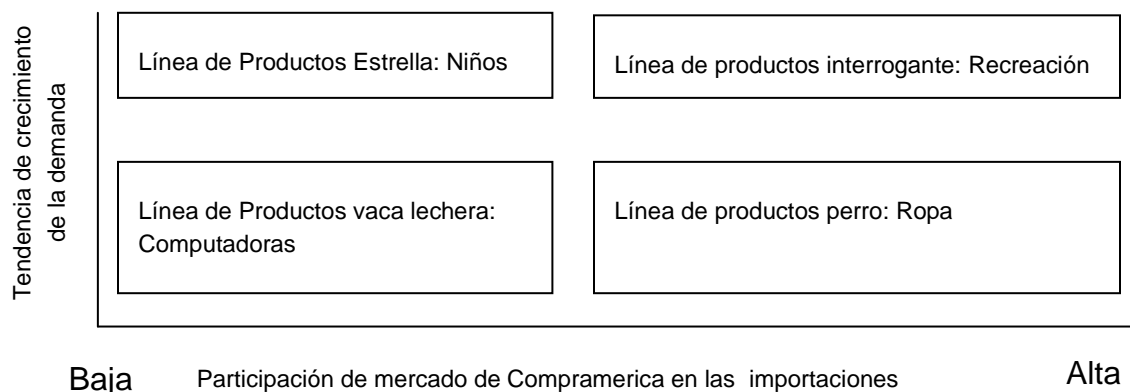 Tendencia de crecimiento
de la demanda
Línea de Productos Estrella: Niños
Línea de productos interrogante: Recreación
Línea de Productos vaca lechera:
Computadoras
Línea de productos perro: Ropa
Baja
Participación de mercado de Compramerica en las importaciones
Alta